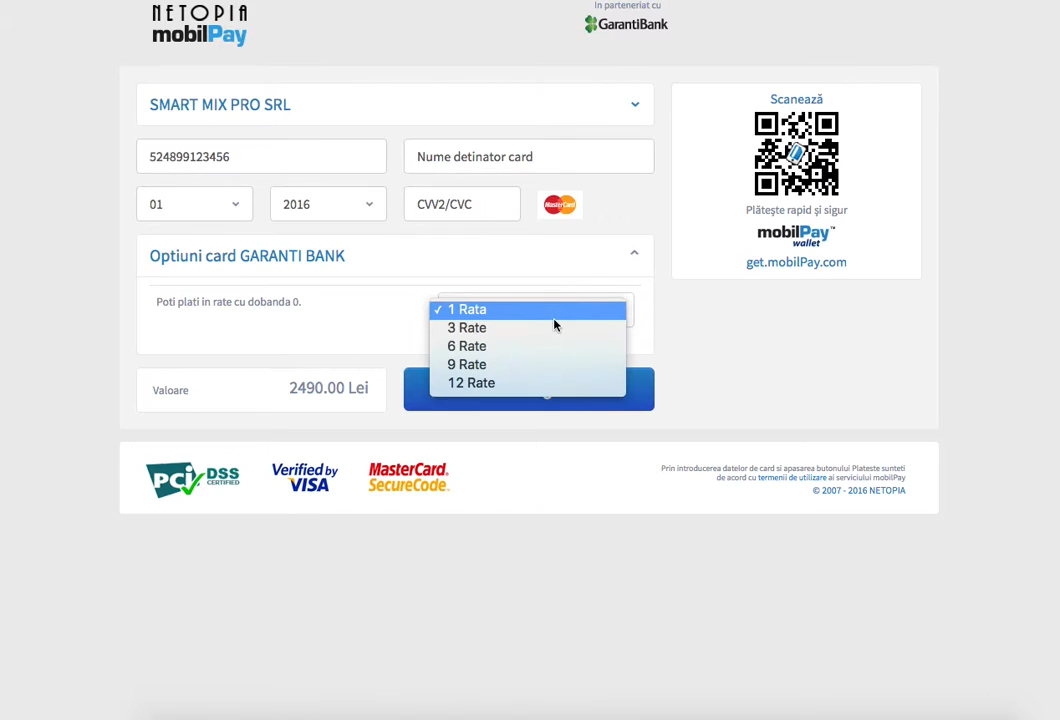 In parteneriat cu
NETOPIA
mobilPay
GarantiBank
SMART MIX PRO SRL
524899123456
Nume detinator card
01
2016
CVV2/CVC
MasterCard
Optiuni card GARANTI BANK
Poti plati in rate cu dobanda 0.
✓ 1 Rata
3 Rate
6 Rate
9 Rate
12 Rate
Valoare
2490.00 Lei
Scanează
Plătește rapid și sigur
mobilPay™
wallet
get.mobilPay.com
PCI DSS
CERTIFIED
Verified by
VISA
MasterCard.
SecureCode.
Prin introducerea datelor de card si apasarea butonului Plateste sunteti
de acord cu termenii de utilizare al serviciului mobilPay
© 2007 - 2016 NETOPIA